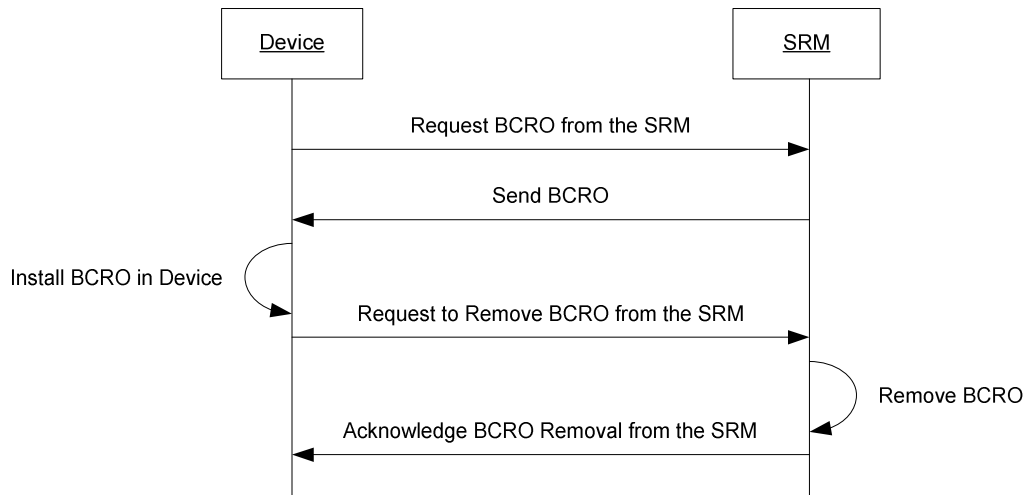 Device
SRM
Request BCRO from the SRM
Send BCRO
Install BCRO in Device
Request to Remove BCRO from the SRM
Remove BCRO
Acknowledge BCRO Removal from the SRM